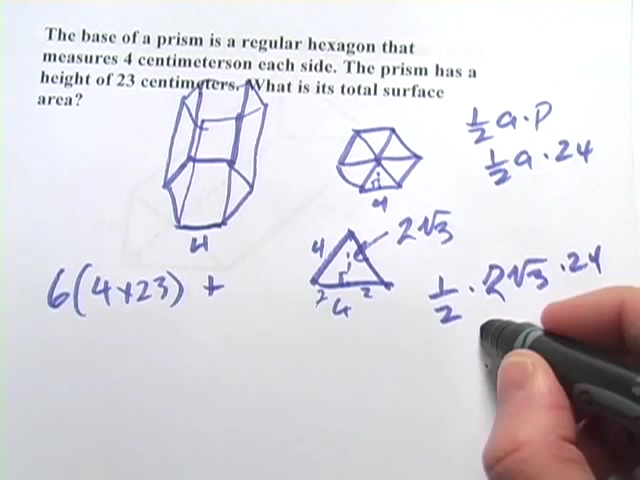 The base of a prism is a regular hexagon that
measures 4 centimeterson each side. The prism has a
height of 23 centimeters. What is its total surface
area?
1/2 a · P
1/2 a · 24
4
4
2√3
4
2 2
4
6(4×23) +
1/2 · 2√3 · 24